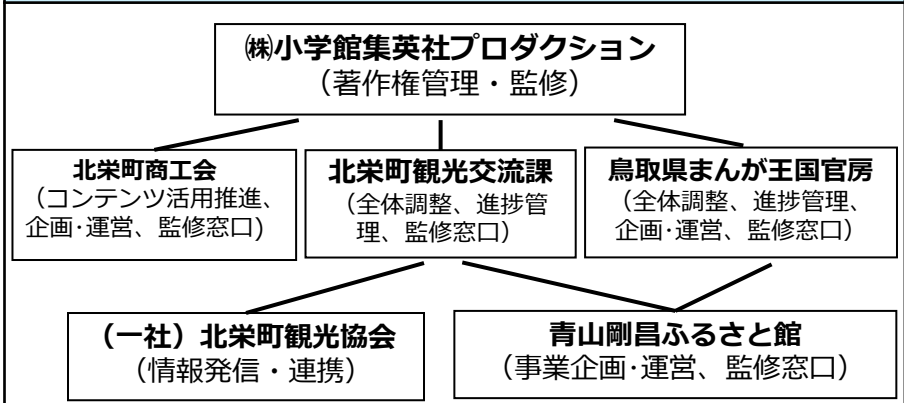 ㈱小学館集英社プロダクション
（著作権管理・監修）
北栄町商工会
（コンテンツ活用推進、
企画･運営、監修窓口)
北栄町観光交流課
（全体調整、進捗管
理、監修窓口）
鳥取県まんが王国官房
（全体調整、進捗管理、
企画･運営、監修窓口）
（一社）北栄町観光協会
（情報発信・連携）
青山剛昌ふるさと館
（事業企画･運営、監修窓口）